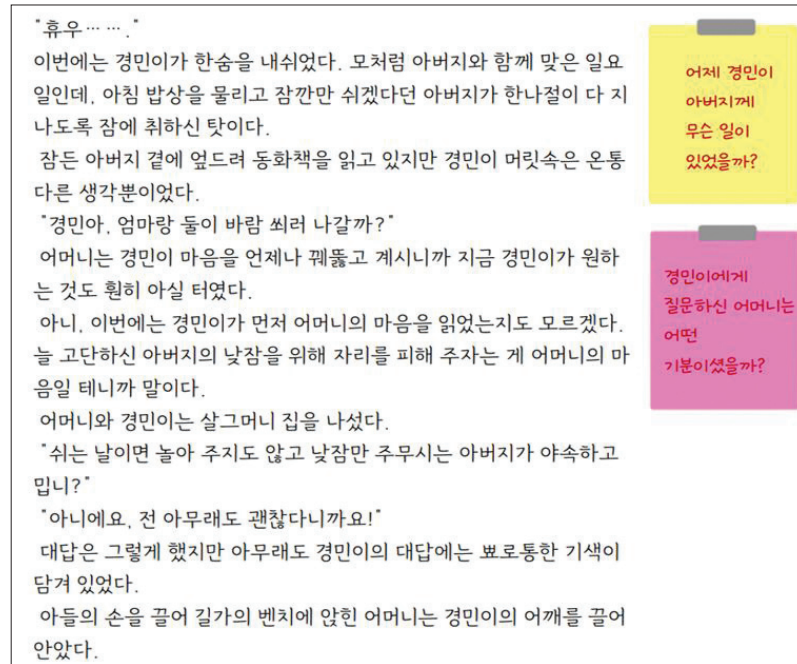 "휴우… …."
이번에는 경민이가 한숨을 내쉬었다. 모처럼 아버지와 함께 맞은 일요
일인데, 아침 밥상을 물리고 잠깐만 쉬겠다던 아버지가 한나절이 다 지
나도록 잠에 취하신 탓이다.
잠든 아버지 곁에 엎드려 동화책을 읽고 있지만 경민이 머릿속은 온통
다른 생각뿐이었다.
"경민아, 엄마랑 둘이 바람 쐬러 나갈까?"
어머니는 경민이 마음을 언제나 꿰뚫고 계시니까 지금 경민이가 원하
는 것도 훤히 아실 터였다.
아니, 이번에는 경민이가 먼저 어머니의 마음을 읽었는지도 모르겠다.
늘 고단하신 아버지의 낮잠을 위해 자리를 피해 주자는 게 어머니의 마
음일 테니까 말이다.
어머니와 경민이는 살그머니 집을 나섰다.
"쉬는 날이면 놀아 주지도 않고 낮잠만 주무시는 아버지가 야속하고
밉니?"
"아니에요, 전 아무래도 괜찮다니까요!"
대답은 그렇게 했지만 아무래도 경민이의 대답에는 뾰로통한 기색이
담겨 있었다.
아들의 손을 끌어 길가의 벤치에 앉힌 어머니는 경민이의 어깨를 끌어
안았다.
어제 경민이
아버지께
무슨 일이
있었을까?
경민이에게
질문하신 어머니는
어떤
기분이셨을까?